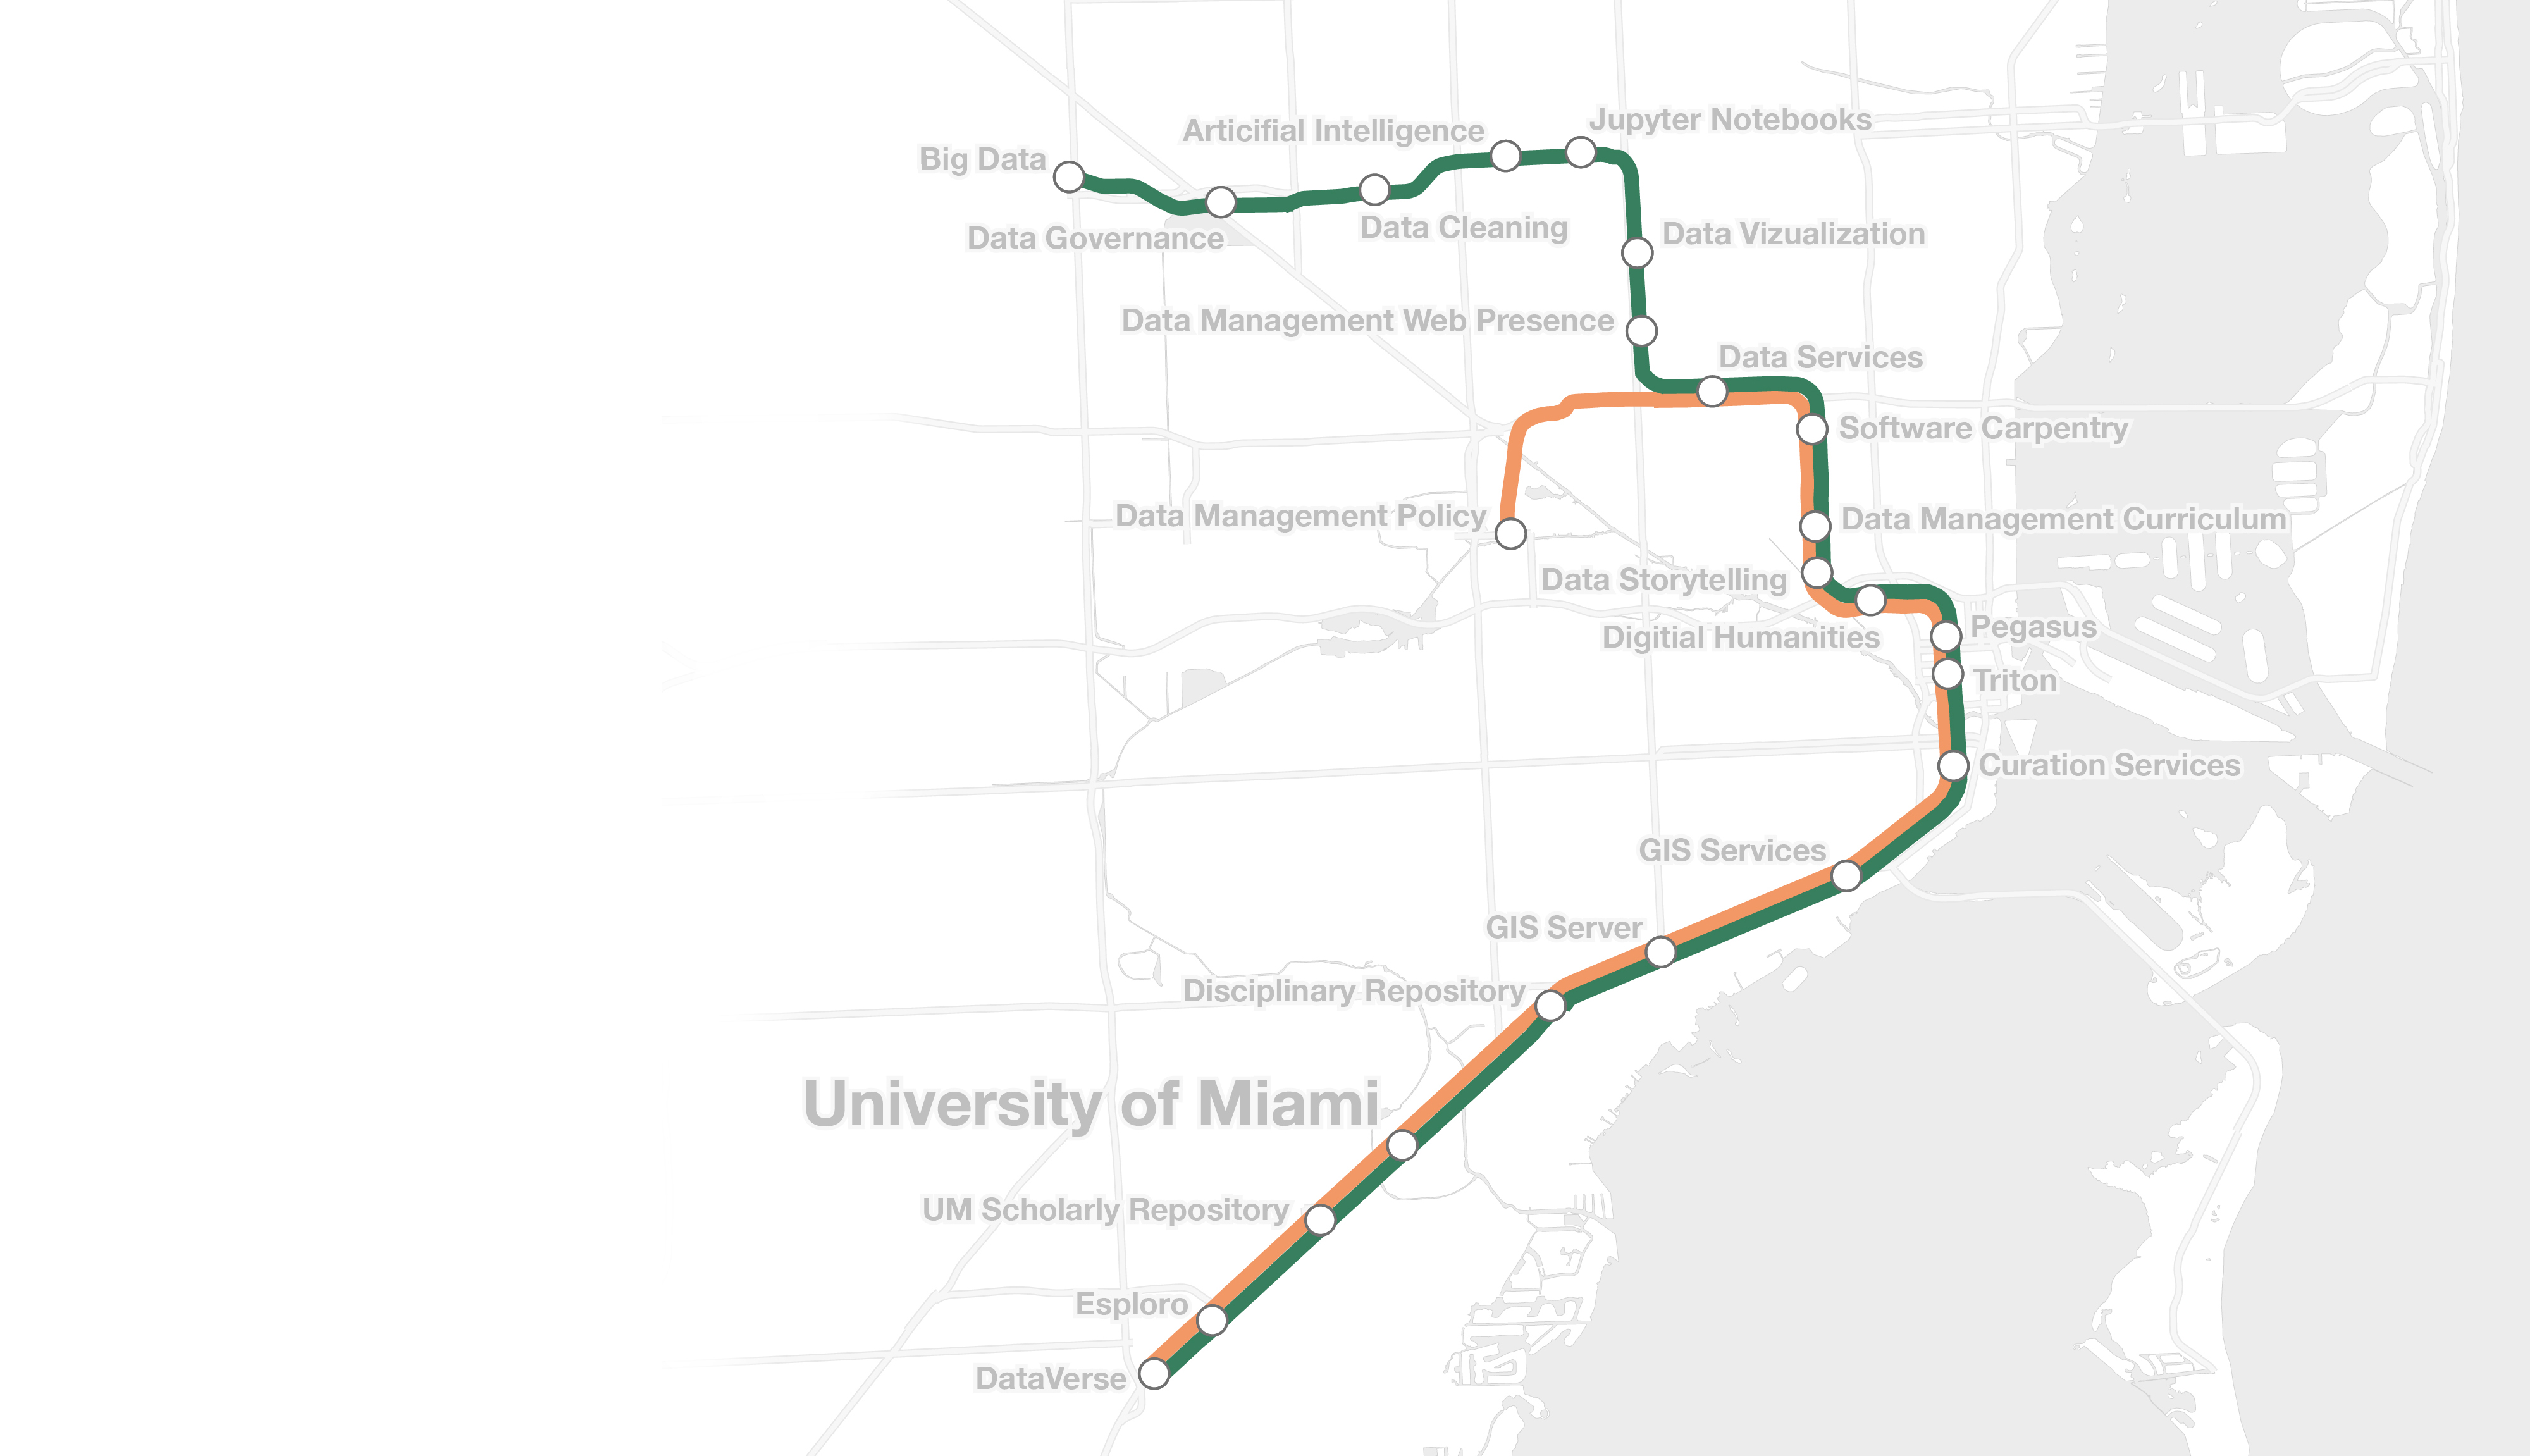 Jupyter Notebooks
Articifial Intelligence
Big Data
Data Cleaning
Data Governance
Data Vizualization
Data Management Web Presence
Data Services
Software Carpentry
Data Management Policy
Data Management Curriculum
Data Storytelling
Digitial Humanities
Pegasus
Triton
Curation Services
GIS Services
GIS Server
Disciplinary Repository
University of Miami
UM Scholarly Repository
Esploro
DataVerse